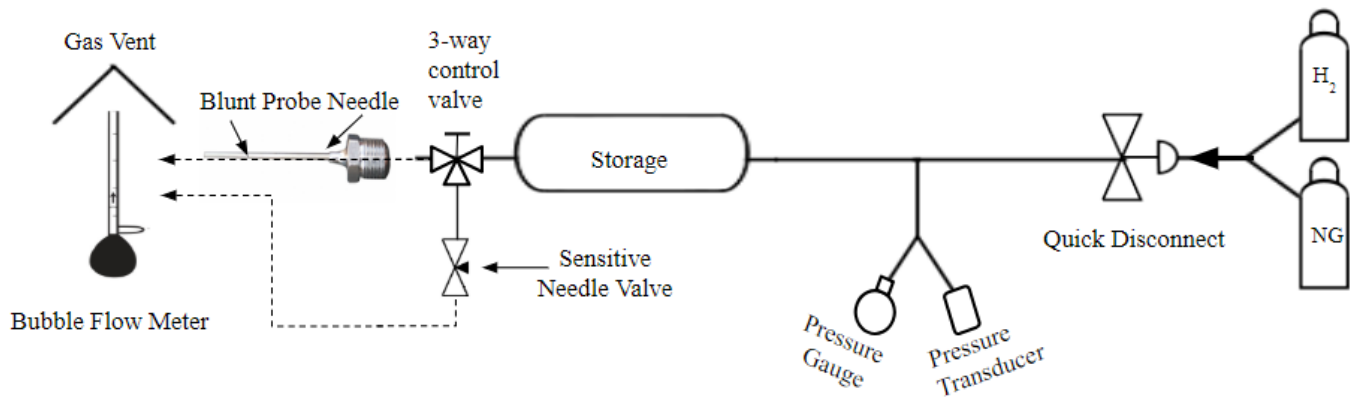 Gas Vent
Blunt Probe Needle
3-way
control
valve
Storage
H2
NG
Quick Disconnect
Sensitive
Needle Valve
Bubble Flow Meter
Pressure
Gauge
Pressure
Transducer